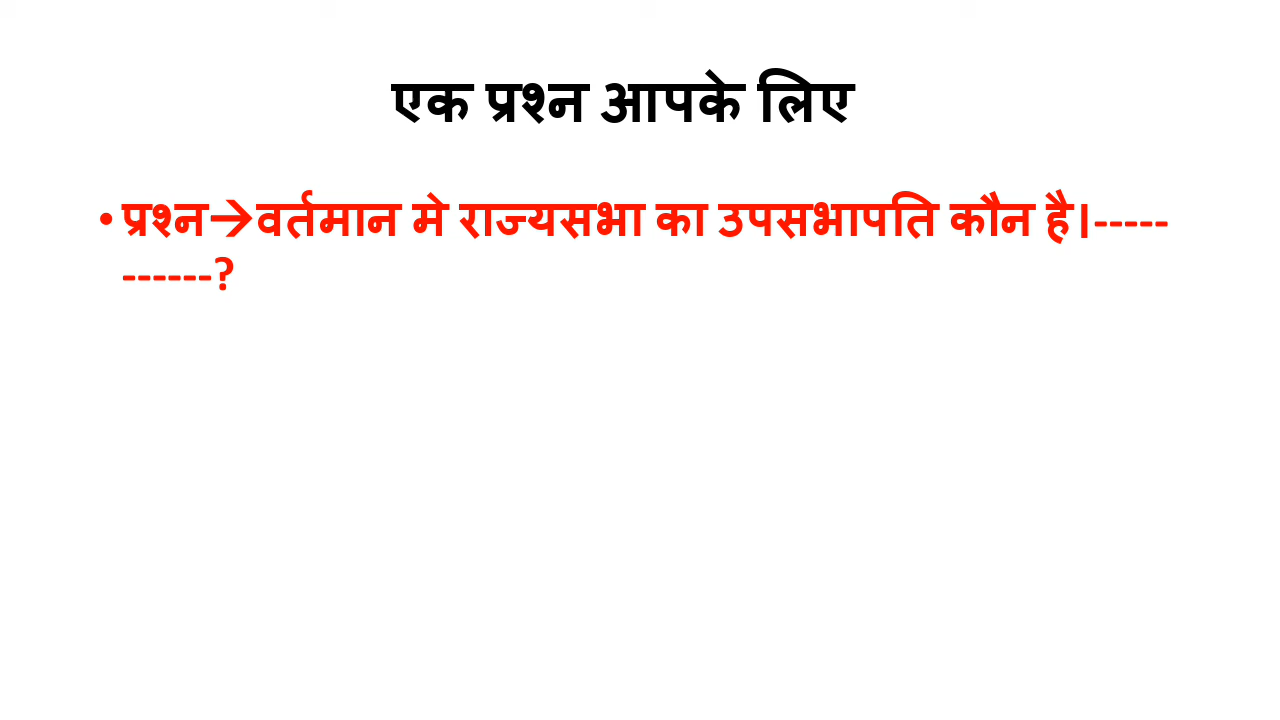 एक प्रश्न आपके लिए
• प्रश्न→वर्तमान मे राज्यसभा का उपसभापति कौन है।-----
------?